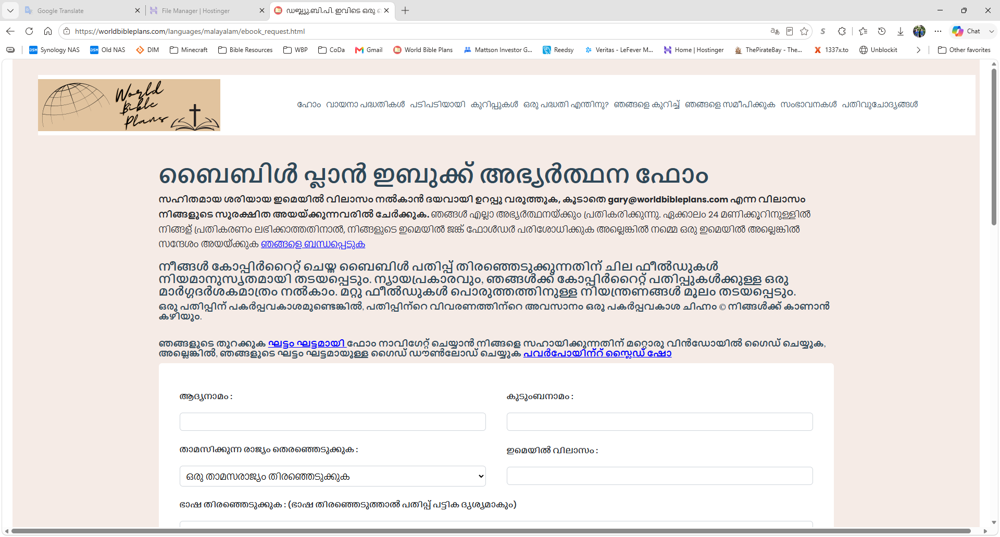 Google Translate
File Manager | Hostinger
ഡബ്ല്യു.ബി.പി. ഇവിടെ ഒരു
https://worldbibleplans.com/languages/malayalam/ebook_request.html
Chat
Synology NAS
Old NAS
DIM
Minecraft
Bible Resources
WBP
CoDa
Gmail
World Bible Plans
Mattson Investor G...
Reedsy
Veritas - LeFever M...
Home | Hostinger
ThePirateBay - The...
1337x.to
Unblockit
Other favorites
World
Bible
Plans
ഹോം വായനാ പദ്ധതികൾ പടിപടിയായി കുറിപ്പുകൾ ഒരു പദ്ധതി എന്തിനു? ഞങ്ങളെ കുറിച്ച് ഞങ്ങളെ സമീപിക്കുക സംഭാവനകൾ പതിവുചോദ്യങ്ങൾ
ബൈബിൾ പ്ലാൻ ഇബുക്ക് അഭ്യർത്ഥന ഫോം
സഹിതമായ ശരിയായ ഇമെയിൽ വിലാസം നൽകാൻ ദയവായി ഉറപ്പു വരുത്തുക, കൂടാതെ gary@worldbibleplans.com എന്ന വിലാസം
നിങ്ങളുടെ സുരക്ഷിത അയയ്ക്കുന്നവരിൽ ചേർക്കുക. ഞങ്ങൾ എല്ലാ അഭ്യർത്ഥനയ്ക്കും പ്രതികരിക്കുന്നു. ഏക്കാലം 24 മണിക്കൂറിനുള്ളിൽ
നിങ്ങള് പ്രതികരണം ലഭിക്കാത്തതിനാൽ, നിങ്ങളുടെ ഇമെയിൽ ജങ്ക് ഫോൾഡർ പരിശോധിക്കുക അല്ലെങ്കിൽ നമ്മെ ഒരു ഇമെയിൽ അല്ലെങ്കിൽ
സന്ദേശം അയയ്ക്കുക ഞങ്ങളെ ബന്ധപ്പെടുക
നീങ്ങൾ കോപ്പിർറൈറ്റ് ചെയ്ത ബൈബിൾ പതിപ്പ് തിരഞ്ഞെടുക്കുന്നതിന് ചില ഫീൽഡുകൾ
നിയമാനുസൃതമായി തടയപ്പെടും. ന്യായപ്രകാരവും, ഞങ്ങൾക്ക് കോപ്പിർറൈറ്റ് പതിപ്പുകൾക്കുള്ള ഒരു
മാർഗ്ഗദർശകമാത്രം നൽകാം. മറ്റു ഫീൽഡുകൾ പൊരുത്തത്തിനുള്ള നിയന്ത്രണങ്ങൾ മൂലം തടയപ്പെടും.
ഒരു പതിപ്പിന് പകർപ്പവകാശമുണ്ടെങ്കിൽ, പതിപ്പിന്റെ വിവരണത്തിന്റെ അവസാനം ഒരു പകർപ്പവകാശ ചിഹ്നം © നിങ്ങൾക്ക് കാണാൻ
കഴിയും.
ഞങ്ങളുടെ തുറക്കുക ഘട്ടം ഘട്ടമായി ഫോം നാവിഗേറ്റ് ചെയ്യാൻ നിങ്ങളെ സഹായിക്കുന്നതിന് മറ്റൊരു വിൻഡോയിൽ ഗൈഡ് ചെയ്യുക,
അല്ലെങ്കിൽ, ഞങ്ങളുടെ ഘട്ടം ഘട്ടമായുള്ള ഗൈഡ് ഡൗൺലോഡ് ചെയ്യുക പവർപോയിന്റ് സ്ലൈഡ് ഷോ
ആദ്യനാമം :
കുടുംബനാമം :
താമസിക്കുന്ന രാജ്യം തെരഞ്ഞെടുക്കുക :
ഇമെയിൽ വിലാസം :
ഒരു താമസരാജ്യം തിരഞ്ഞെടുക്കുക
ഭാഷ തിരഞ്ഞെടുക്കുക : (ഭാഷ തിരഞ്ഞെടുത്താൽ പതിപ്പ് പട്ടിക ദൃശ്യമാകും)